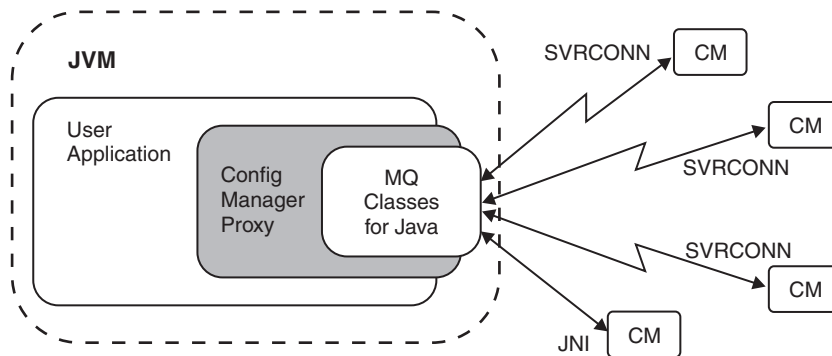 JVM
User
Application
Config
Manager
Proxy
MQ
Classes
for Java
SVRCONN
CM
CM
SVRCONN
SVRCONN
CM
JNI
CM